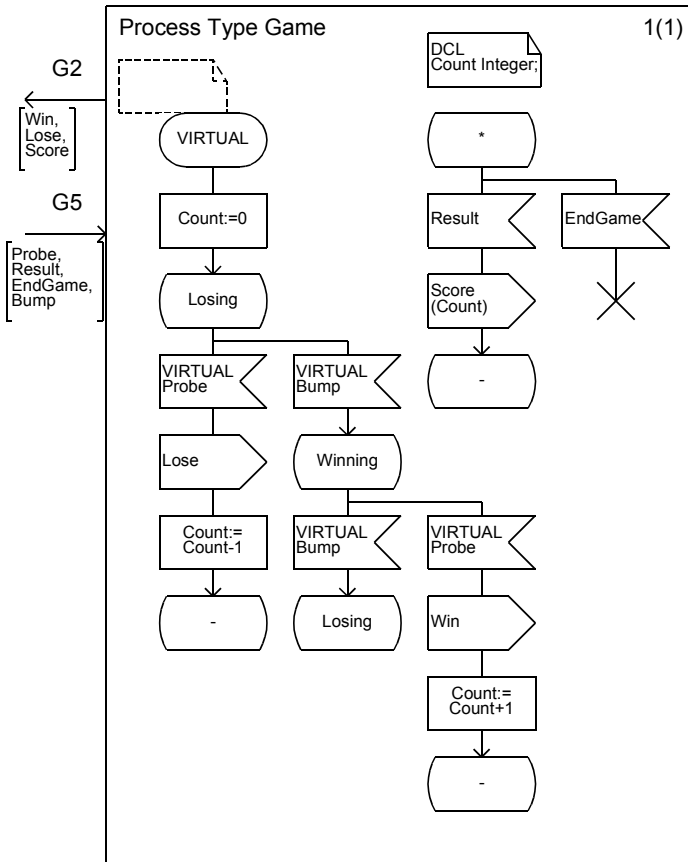 Process Type Game
1(1)
G2
Win,
Lose,
Score
G5
Probe,
Result,
EndGame,
Bump
DCL
Count Integer;
VIRTUAL
Count:=0
Losing
VIRTUAL
Probe
Lose
Count:=
Count-1
-
VIRTUAL
Bump
Winning
VIRTUAL
Bump
Losing
VIRTUAL
Probe
Win
Count:=
Count+1
-
*
Result
Score
(Count)
-
EndGame